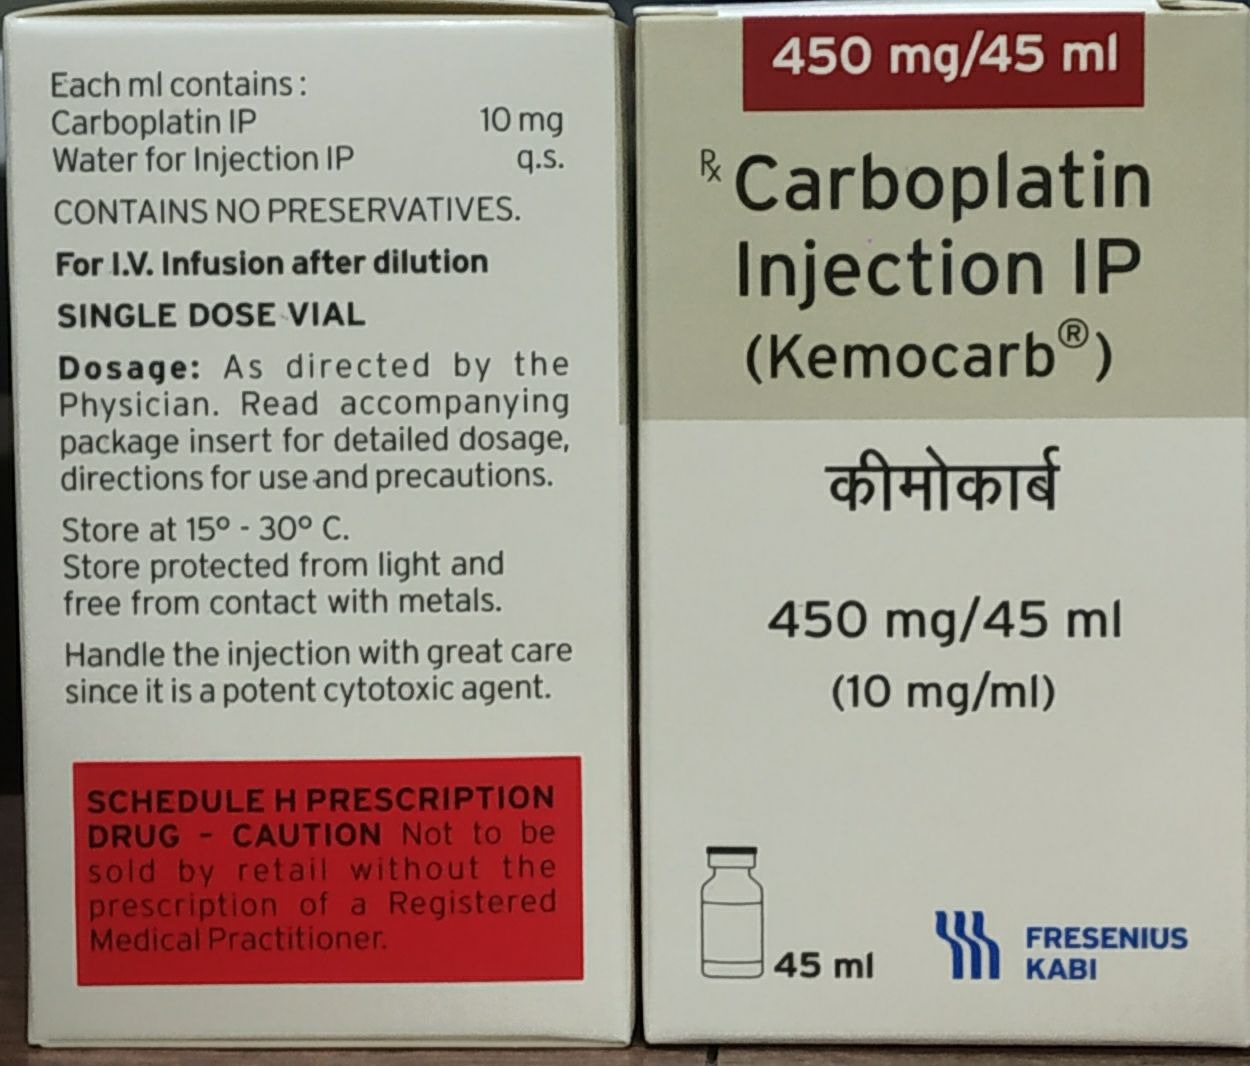 Each ml contains :
Carboplatin IP 10 mg
Water for Injection IP q.s.
CONTAINS NO PRESERVATIVES.
For I.V. Infusion after dilution
SINGLE DOSE VIAL
Dosage: As directed by the
Physician. Read accompanying
package insert for detailed dosage,
directions for use and precautions.
Store at 15º - 30º C.
Store protected from light and
free from contact with metals.
Handle the injection with great care
since it is a potent cytotoxic agent.
SCHEDULE H PRESCRIPTION
DRUG - CAUTION Not to be
sold by retail without the
prescription of a Registered
Medical Practitioner.
450 mg/45 ml
Rx Carboplatin
Injection IP
(Kemocarb®)
कीमोकार्ब
450 mg/45 ml
(10 mg/ml)
45 ml
FRESENIUS
KABI